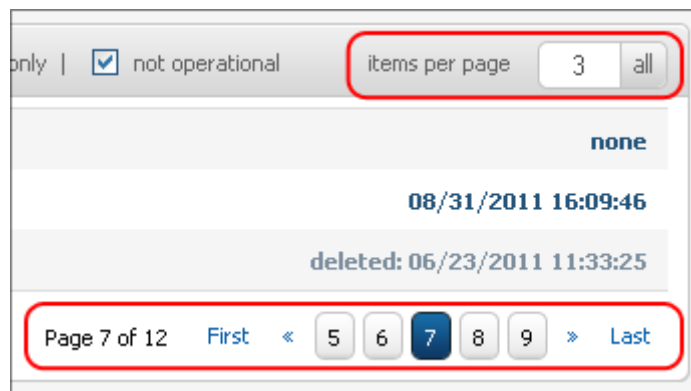 only | not operational items per page 3 all
none
08/31/2011 16:09:46
deleted: 06/23/2011 11:33:25
Page 7 of 12 First « 5 6 7 8 9 » Last